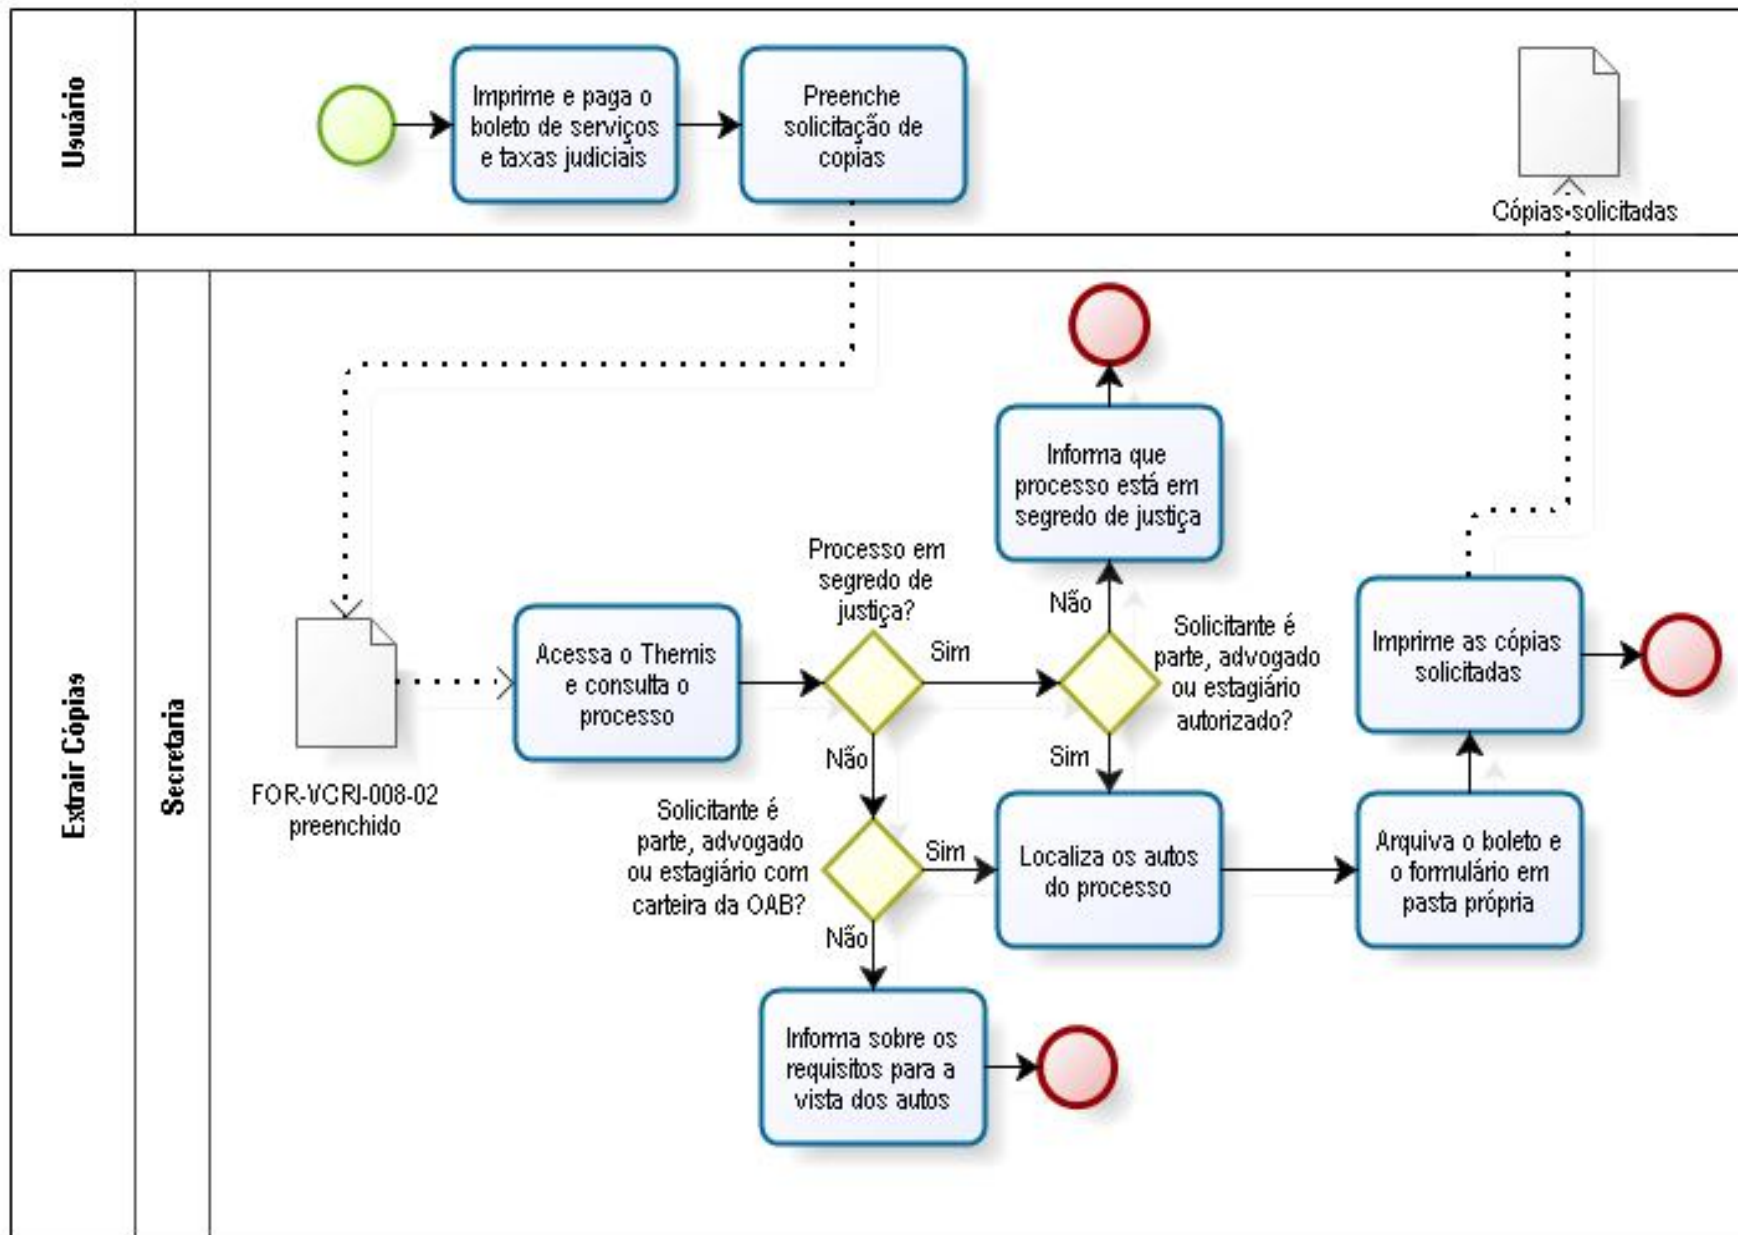 Usuário
Imprime e paga o
boleto de serviços
e taxas judiciais
Preenche
solicitação de
copias
Cópias solicitadas
Extrair Cópias
Secretaria
FOR-VCRI-008-02
preenchido
Acessa o Themis
e consulta o
processo
Processo em
segredo de
justiça?
Sim
Não
Informa que
processo está em
segredo de justiça
Não
Solicitante é
parte, advogado
ou estagiário
autorizado?
Sim
Solicitante é
parte, advogado
ou estagiário com
carteira da OAB?
Sim
Não
Localiza os autos
do processo
Arquiva o boleto e
o formulário em
pasta própria
Imprime as cópias
solicitadas
Informa sobre os
requisitos para a
vista dos autos